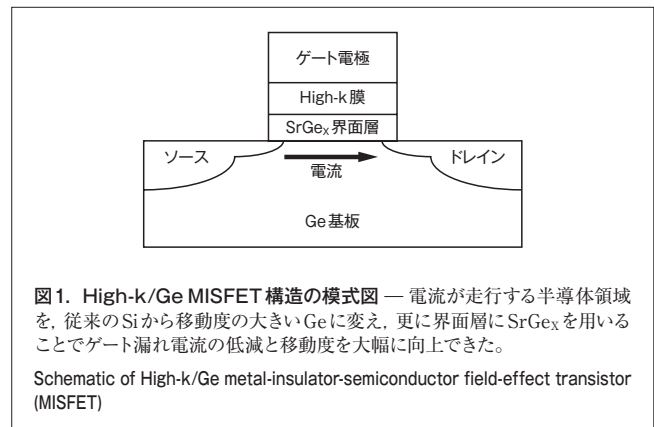 ゲート電極
High-k膜
SrGeX界面層
ソース
ドレイン
電流
Ge基板
図1. High-k/Ge MISFET構造の模式図 — 電流が走行する半導体領域
を，従来のSiから移動度の大きいGeに変え，更に界面層にSrGeXを用いる
ことでゲート漏れ電流の低減と移動度を大幅に向上できた。
Schematic of High-k/Ge metal-insulator-semiconductor field-effect transistor
(MISFET)